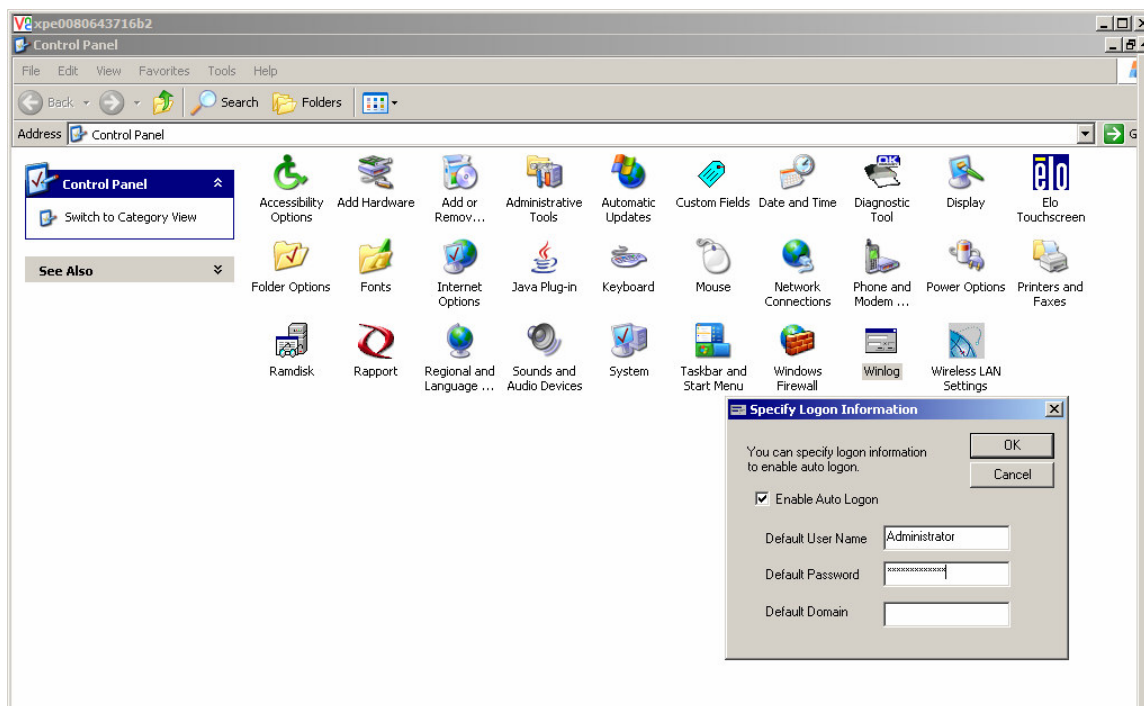 V2 xpe0080643716b2
Control Panel
File Edit View Favorites Tools Help
Back Search Folders
Address Control Panel
Control Panel
Switch to Category View
See Also
Accessibility Options
Add Hardware
Add or Remov...
Administrative Tools
Automatic Updates
Custom Fields
Date and Time
OK
Diagnostic Tool
Display
elo
Elo Touchscreen
Folder Options
Fonts
Internet Options
Java Plug-in
Keyboard
Mouse
Network Connections
Phone and Modem ...
Power Options
Printers and Faxes
Ramdisk
Rapport
Regional and Language ...
Sounds and Audio Devices
System
Taskbar and Start Menu
Windows Firewall
Winlog
Wireless LAN Settings
Specify Logon Information
You can specify logon information
to enable auto logon.
OK
Cancel
Enable Auto Logon
Default User Name Administrator
Default Password
Default Domain